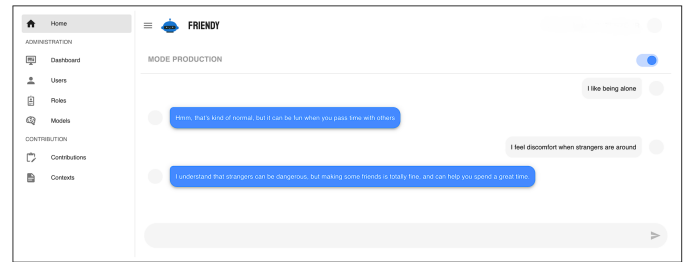 Home
FRIENDY
ADMINISTRATION
Dashboard
Users
Roles
Models
CONTRIBUTION
Contributions
Contexts
MODE PRODUCTION
I like being alone
Hmm, that's kind of normal, but it can be fun when you pass time with others
I feel discomfort when strangers are around
I understand that strangers can be dangerous, but making some friends is totally fine, and can help you spend a great time.